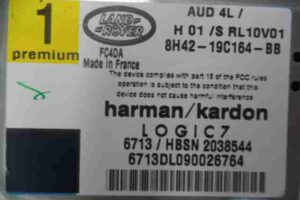 1
premium
LAND-
ROVER
FC4DA
Made in France
AUD 4L /
H 01 /S RL10V01
8H42 - 19C164 - BB
The device complies with part 15 of the FCC rules
operation is subject to the condition that this
device does not cause harmful interference
harman/kardon
LOGIC7
6713 / HBSN 2038544
6713DL090026764